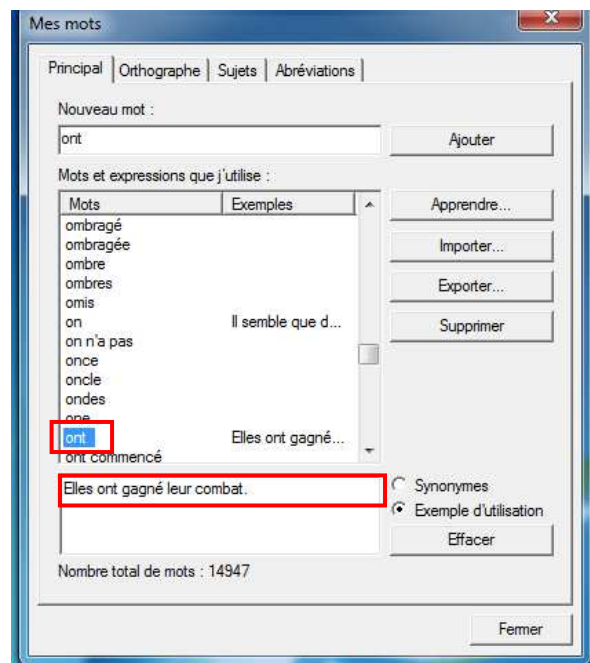 Mes mots
Principal Orthographe Sujets Abréviations
Nouveau mot :
ont Ajouter
Mots et expressions que j'utilise :
Mots Exemples Apprendre...
ombragé
ombragée Importer...
ombre
ombres Exporter...
omis
on Il semble que d... Supprimer
on n'a pas
once
oncle
ondes
one
ont Elles ont gagné...
ont commencé
Elles ont gagné leur combat. Synonymes
Exemple d'utilisation
Effacer
Nombre total de mots : 14947
Fermer